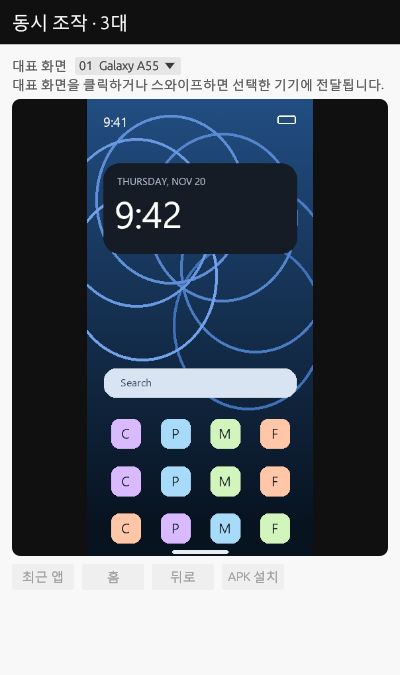 동시 조작 · 3대
대표 화면 01 Galaxy A55 ▼
대표 화면을 클릭하거나 스와이프하면 선택한 기기에 전달됩니다.
9:41
THURSDAY, NOV 20
9:42
Search
C P M F
C P M F
C P M F
최근 앱 홈 뒤로 APK 설치